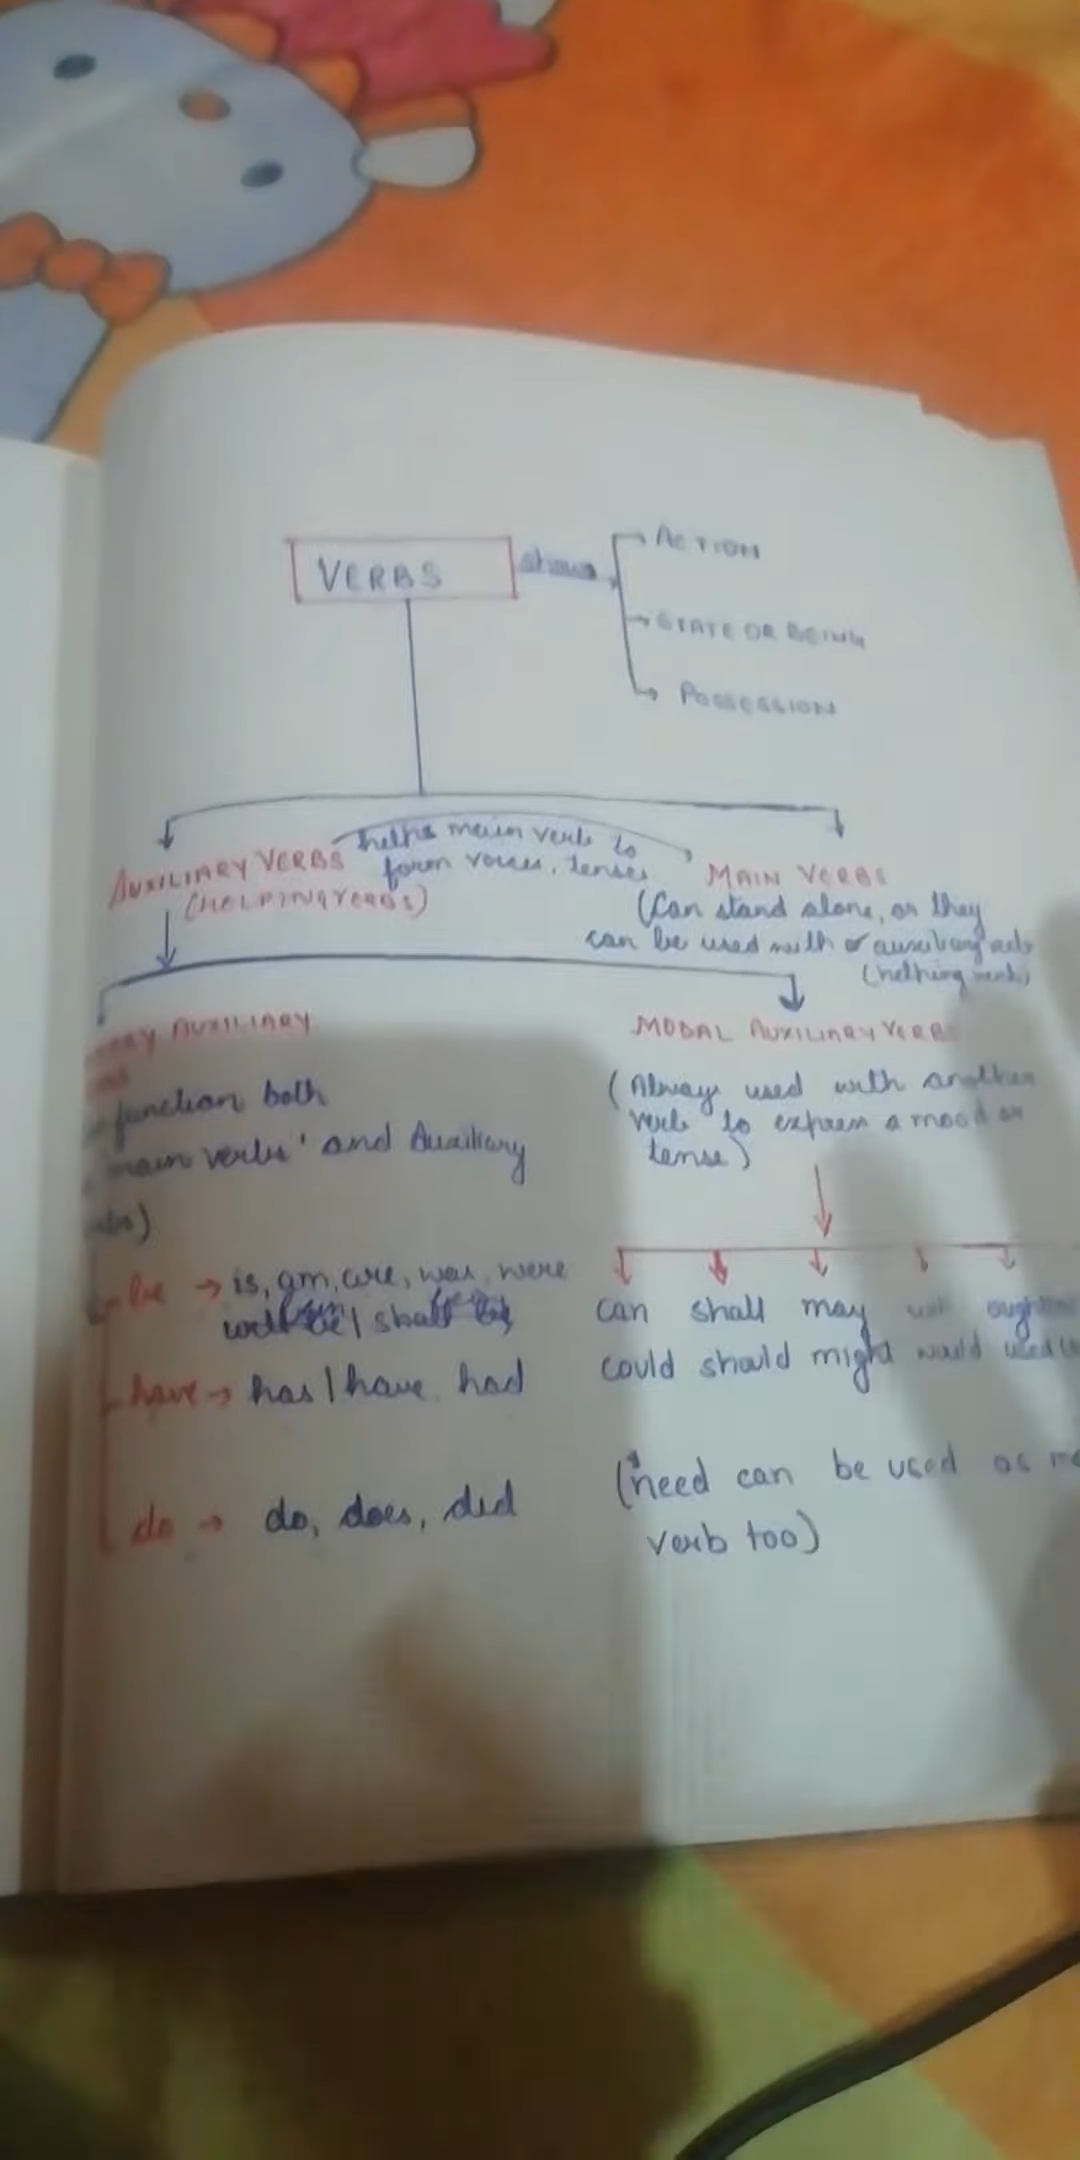 VERBS shows
ACTION
STATE OR BEING
POSSESSION
AUXILIARY VERBS
(HELPING VERBS)
helps main verb to
form voices, tenses
MAIN VERBS
(Can stand alone, or they
can be used with or auxiliary verbs
(helping verbs)
AUXILIARY
function both
main verbs' and Auxiliary
be → is, am, are, was, were
have → has/have, had
do → do, does, did
MODAL AUXILIARY VERBS
(Always used with another
verb to express a mood or
tense)
can shall may will
could should might would used
(need can be used as
verb too)